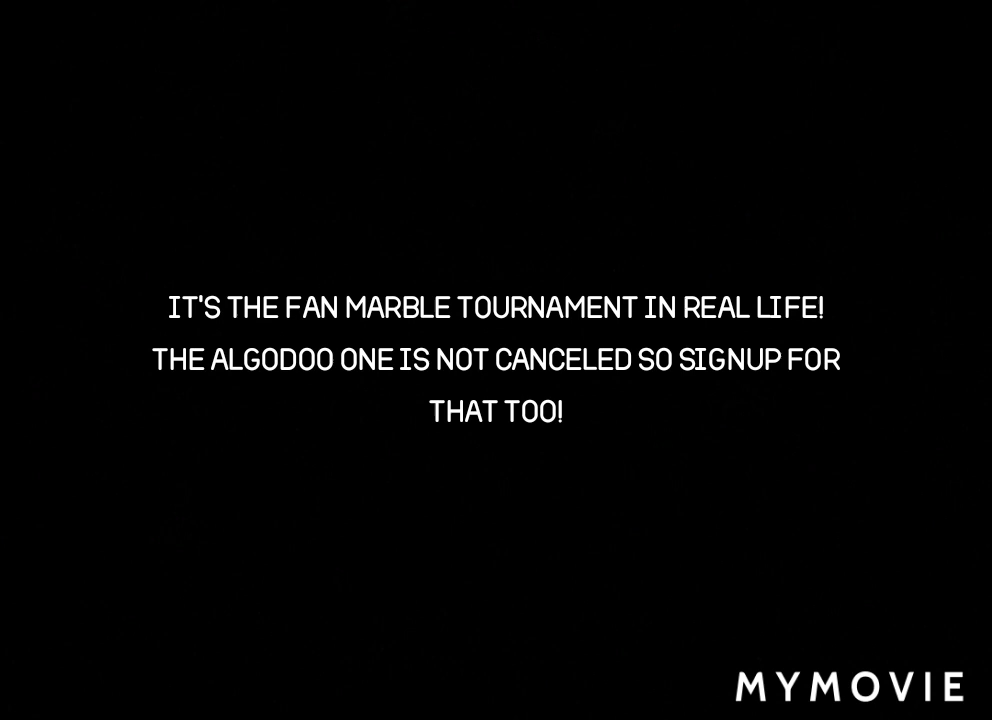 IT'S THE FAN MARBLE TOURNAMENT IN REAL LIFE!
THE ALGODOO ONE IS NOT CANCELED SO SIGNUP FOR
THAT TOO!
MYMOVIE